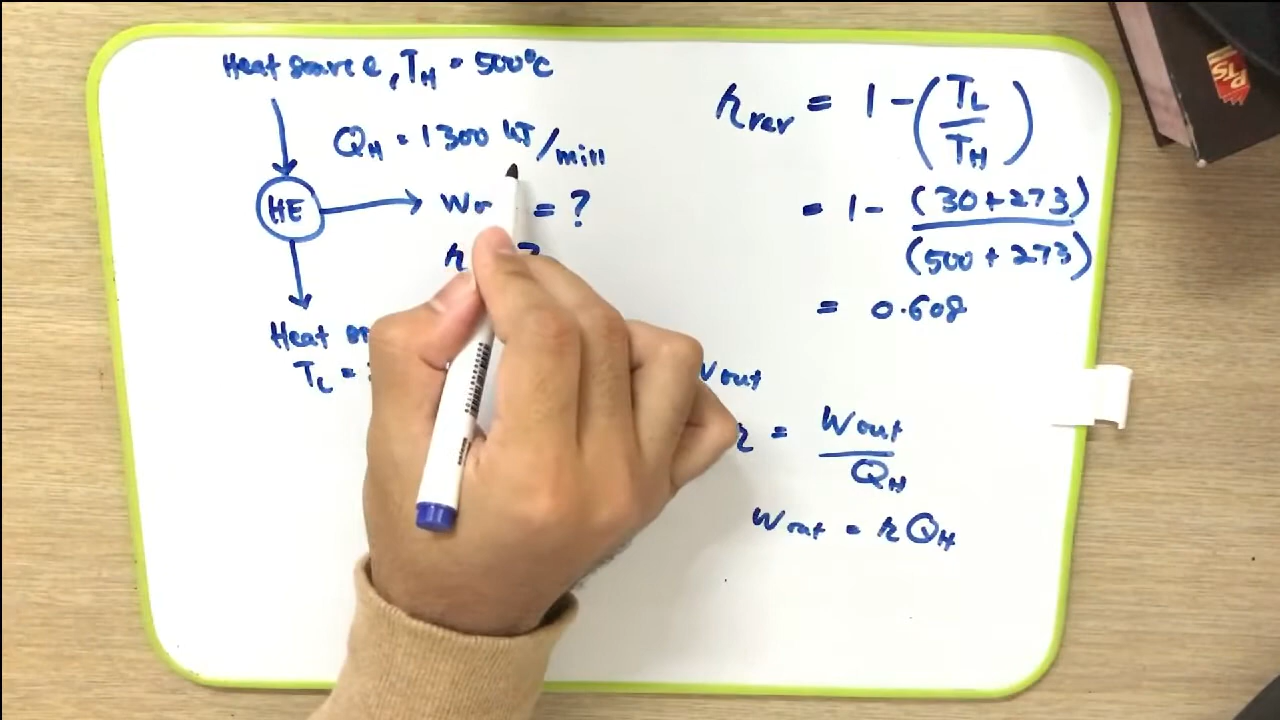 Heat source, TH = 500°C
QH = 1300 kJ/min
HE
= ?
?
Heat
TL =
ηrev = 1 - (TL/TH)
= 1 - (30+273)/(500+273)
= 0.608
Wout
η = Wout/QH
Wout = η QH